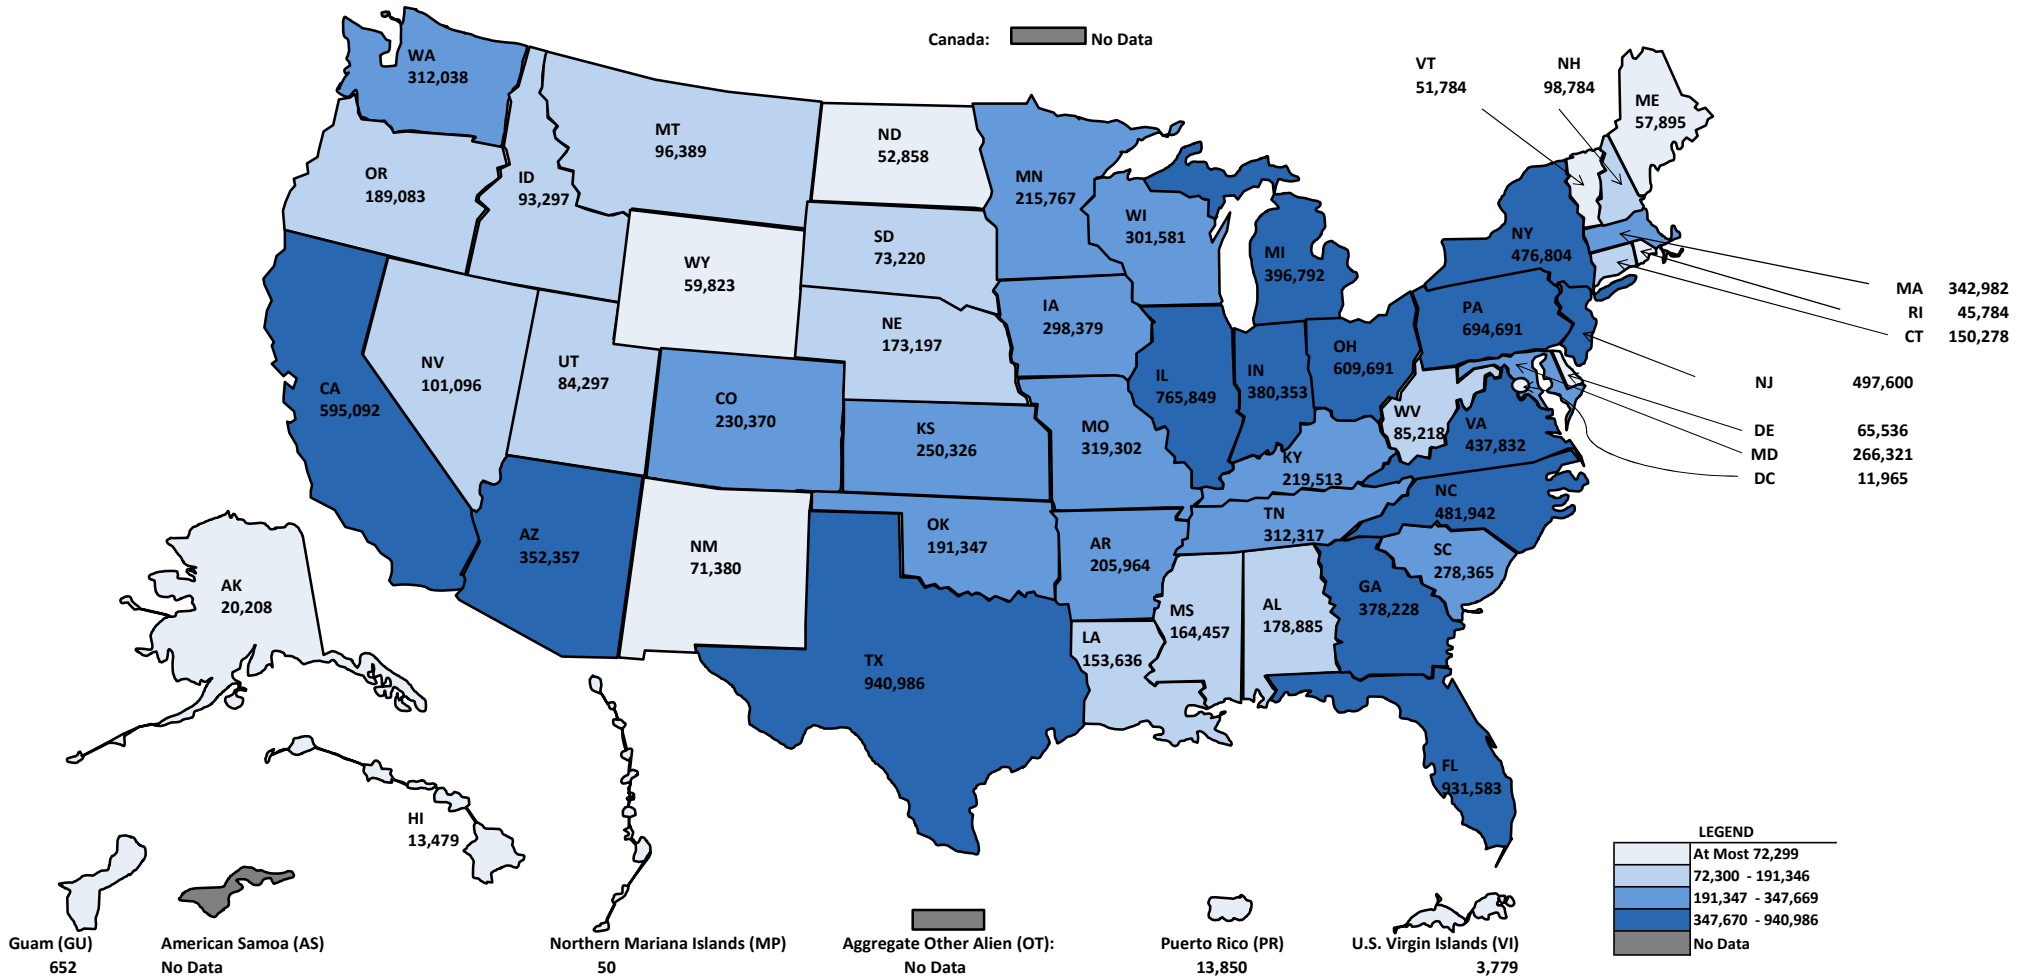 Canada: No Data
WA
312,038
OR
189,083
ID
93,297
MT
96,389
ND
52,858
MN
215,767
WI
301,581
MI
396,792
VT
51,784
NH
98,784
ME
57,895
NY
476,804
MA 342,982
RI 45,784
CT 150,278
NJ 497,600
DE 65,536
MD 266,321
DC 11,965
PA
694,691
SD
73,220
WY
59,823
NE
173,197
IA
298,379
IL
765,849
IN
380,353
OH
609,691
WV
85,218
VA
437,832
CA
595,092
NV
101,096
UT
84,297
CO
230,370
KS
250,326
MO
319,302
KY
219,513
NC
481,942
TN
312,317
SC
278,365
AZ
352,357
NM
71,380
OK
191,347
AR
205,964
MS
164,457
AL
178,885
GA
378,228
LA
153,636
TX
940,986
FL
931,583
AK
20,208
HI
13,479
LEGEND
At Most 72,299
72,300 - 191,346
191,347 - 347,669
347,670 - 940,986
No Data
Guam (GU)
652
American Samoa (AS)
No Data
Northern Mariana Islands (MP)
50
Aggregate Other Alien (OT):
No Data
Puerto Rico (PR)
13,850
U.S. Virgin Islands (VI)
3,779